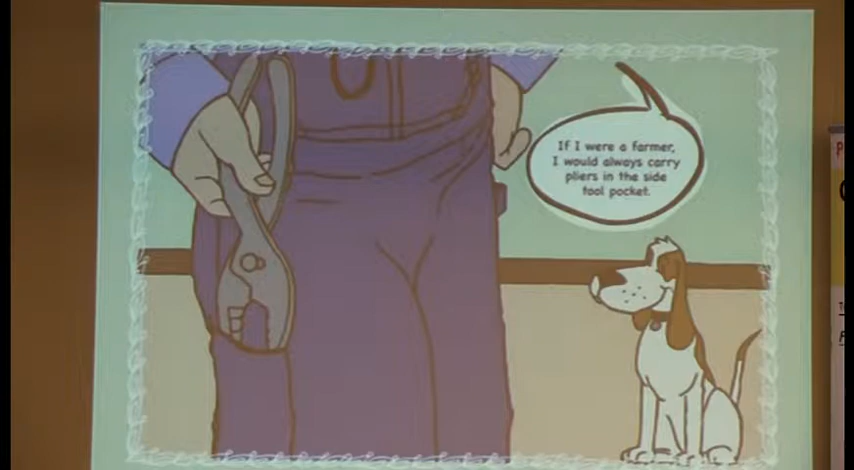 If I were a farmer,
I would always carry
pliers in the side
tool pocket.